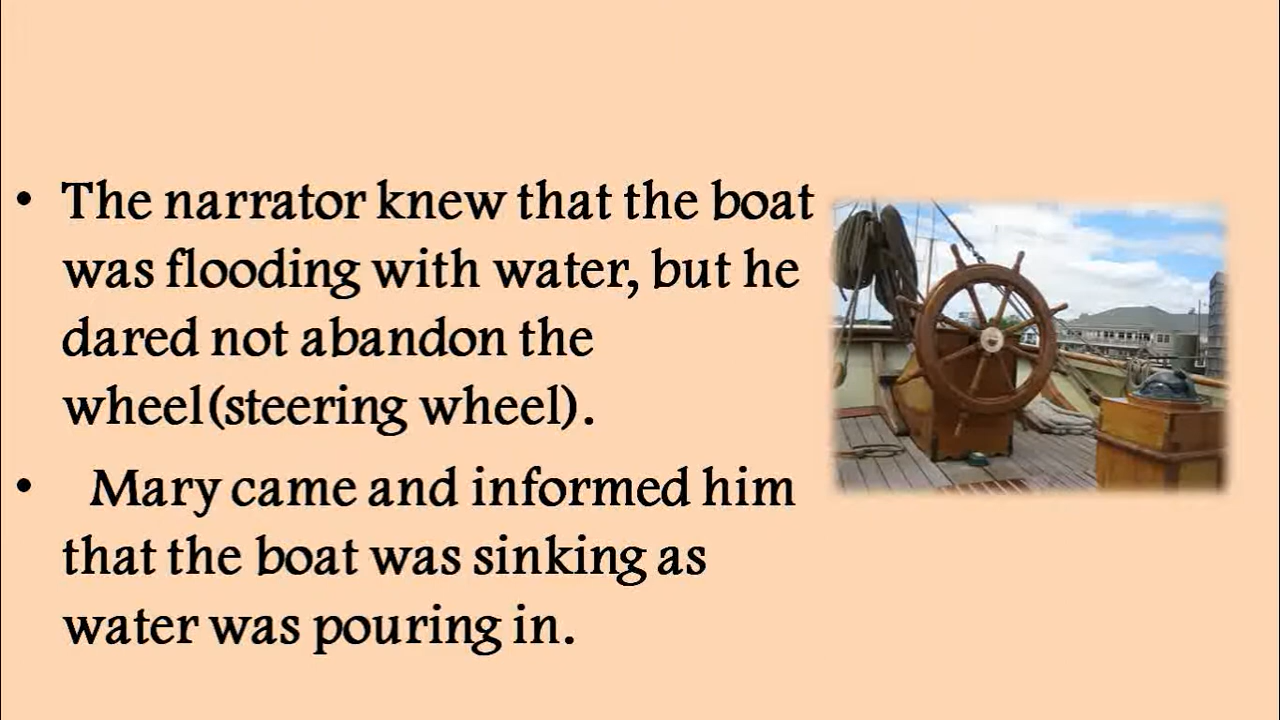 • The narrator knew that the boat
was flooding with water, but he
dared not abandon the
wheel(steering wheel).
• Mary came and informed him
that the boat was sinking as
water was pouring in.